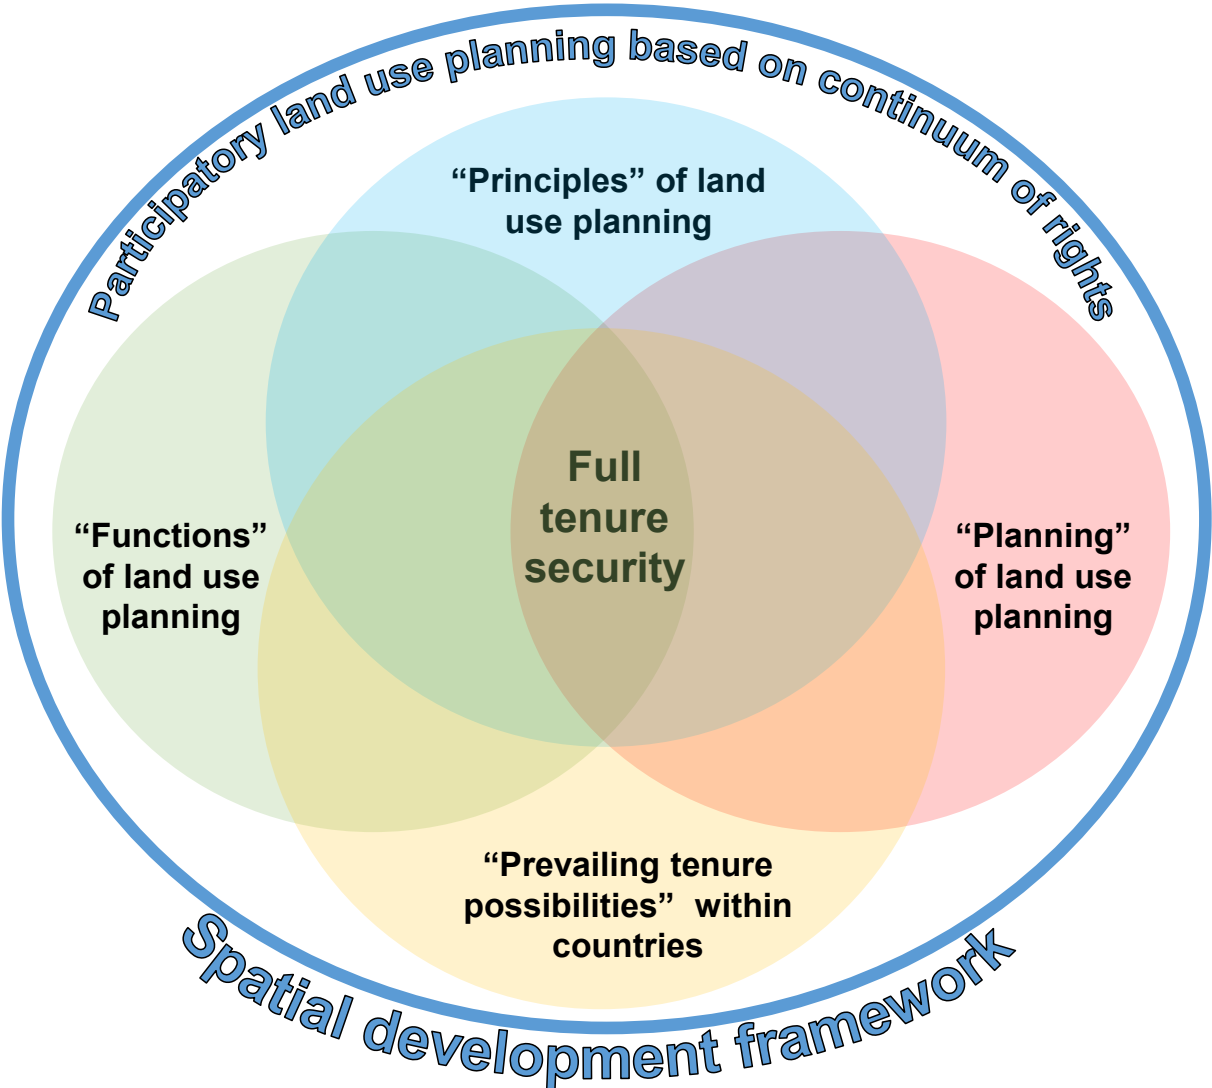 Participatory land use planning based on continuum of rights
“Principles” of land
use planning
“Functions”
of land use
planning
Full
tenure
security
“Planning”
of land use
planning
“Prevailing tenure
possibilities”  within
countries
Spatial development framework